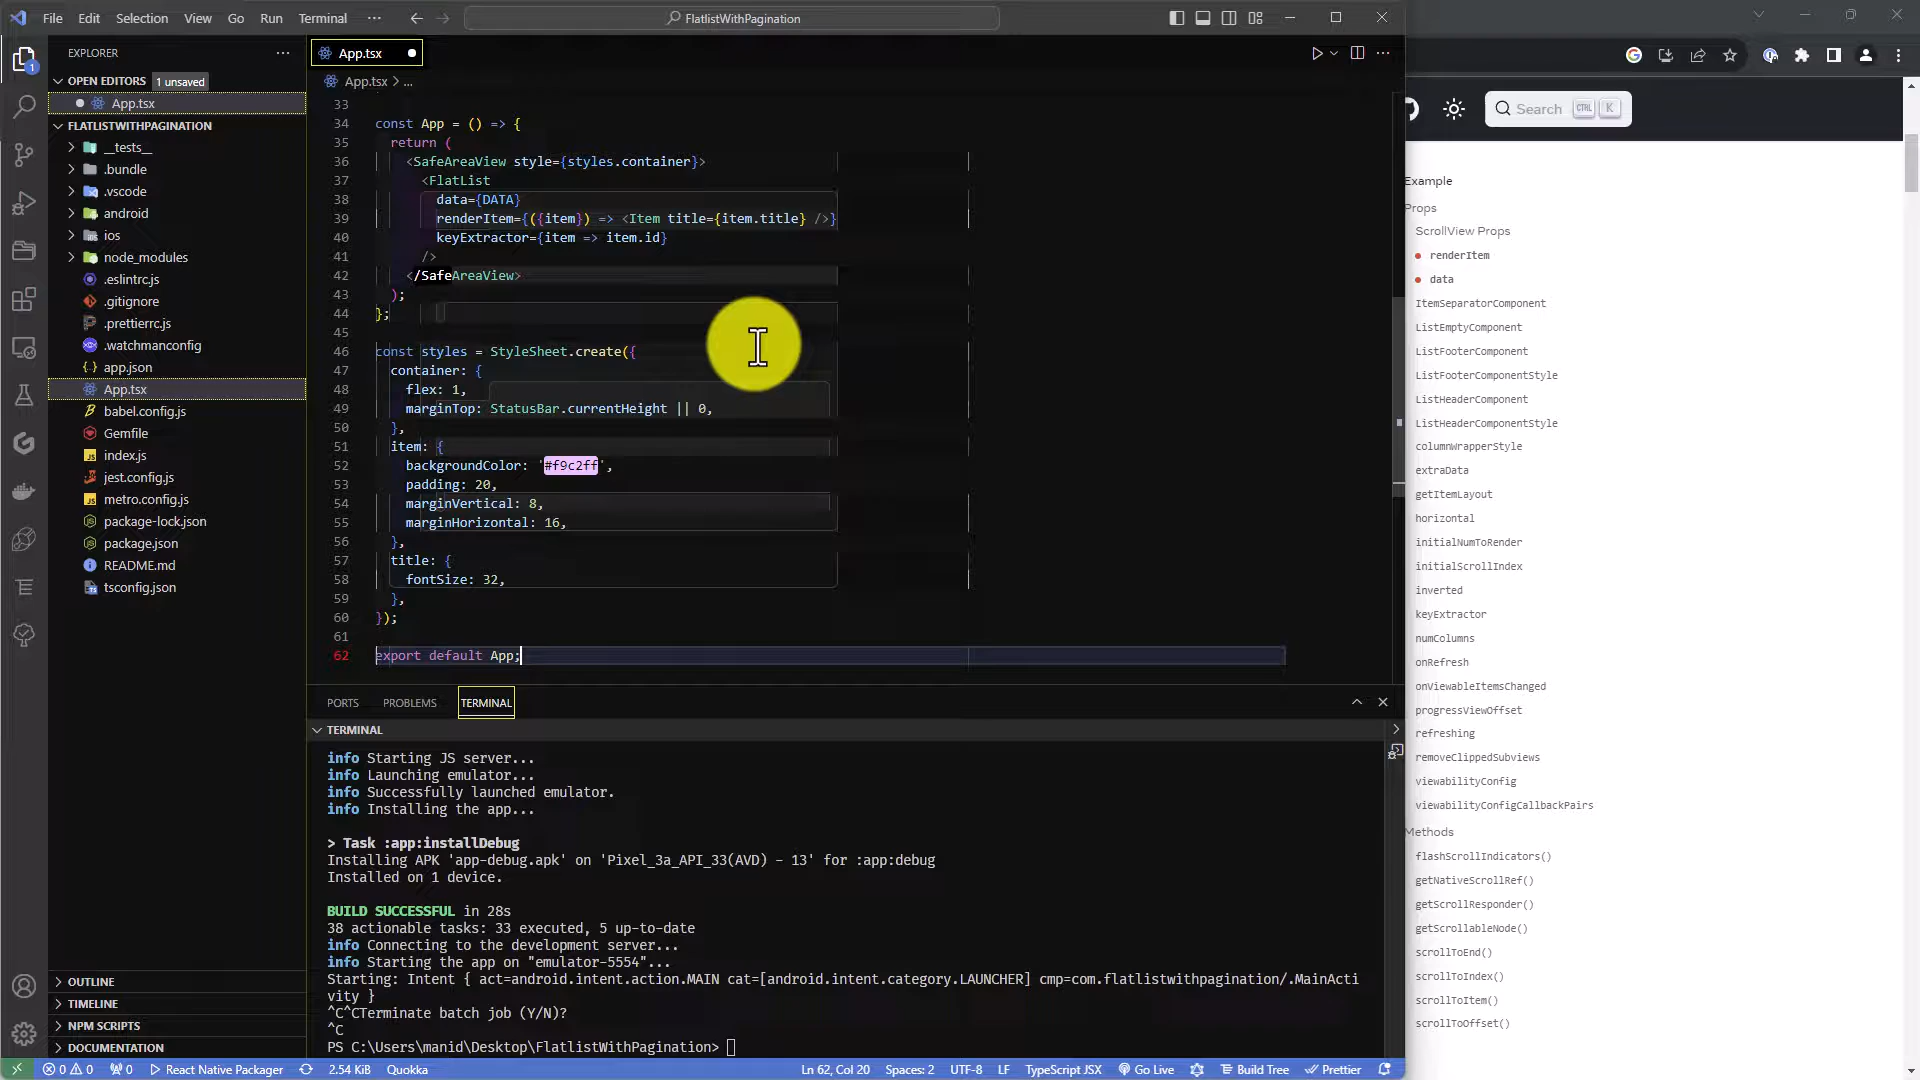 File Edit Selection View Go Run Terminal ··· FlatlistWithPagination
EXPLORER
OPEN EDITORS 1 unsaved
App.tsx
FLATLISTWITHPAGINATION
__tests__
.bundle
.vscode
android
ios
node_modules
.eslintrc.js
.gitignore
.prettierrc.js
.watchmanconfig
app.json
App.tsx
babel.config.js
Gemfile
index.js
jest.config.js
metro.config.js
package-lock.json
package.json
README.md
tsconfig.json
OUTLINE
TIMELINE
NPM SCRIPTS
DOCUMENTATION
App.tsx
App.tsx > ...
33
34 const App = () => {
35 return (
36 <SafeAreaView style={styles.container}>
37 <FlatList
38 data={DATA}
39 renderItem={({item}) => <Item title={item.title} />}
40 keyExtractor={item => item.id}
41 />
42 </SafeAreaView>
43 );
44 };
45
46 const styles = StyleSheet.create({
47 container: {
48 flex: 1,
49 marginTop: StatusBar.currentHeight || 0,
50 },
51 item: {
52 backgroundColor: '#f9c2ff',
53 padding: 20,
54 marginVertical: 8,
55 marginHorizontal: 16,
56 },
57 title: {
58 fontSize: 32,
59 },
60 });
61
62 export default App;
PORTS PROBLEMS TERMINAL
TERMINAL
info Starting JS server...
info Launching emulator...
info Successfully launched emulator.
info Installing the app...
> Task :app:installDebug
Installing APK 'app-debug.apk' on 'Pixel_3a_API_33(AVD) - 13' for :app:debug
Installed on 1 device.
BUILD SUCCESSFUL in 28s
38 actionable tasks: 33 executed, 5 up-to-date
info Connecting to the development server...
info Starting the app on "emulator-5554"...
Starting: Intent { act=android.intent.action.MAIN cat=[android.intent.category.LAUNCHER] cmp=com.flatlistwithpagination/.MainActi
vity }
^C^CTerminate batch job (Y/N)?
^C
PS C:\Users\manid\Desktop\FlatlistWithPagination>
0 0 0 React Native Packager 2.54 KiB Quokka Ln 62, Col 20 Spaces: 2 UTF-8 LF TypeScript JSX Go Live Build Tree Prettier
Search CTRL K
Example
Props
ScrollView Props
renderItem
data
ItemSeparatorComponent
ListEmptyComponent
ListFooterComponent
ListFooterComponentStyle
ListHeaderComponent
ListHeaderComponentStyle
columnWrapperStyle
extraData
getItemLayout
horizontal
initialNumToRender
initialScrollIndex
inverted
keyExtractor
numColumns
onRefresh
onViewableItemsChanged
progressViewOffset
refreshing
removeClippedSubviews
viewabilityConfig
viewabilityConfigCallbackPairs
Methods
flashScrollIndicators()
getNativeScrollRef()
getScrollResponder()
getScrollableNode()
scrollToEnd()
scrollToIndex()
scrollToItem()
scrollToOffset()